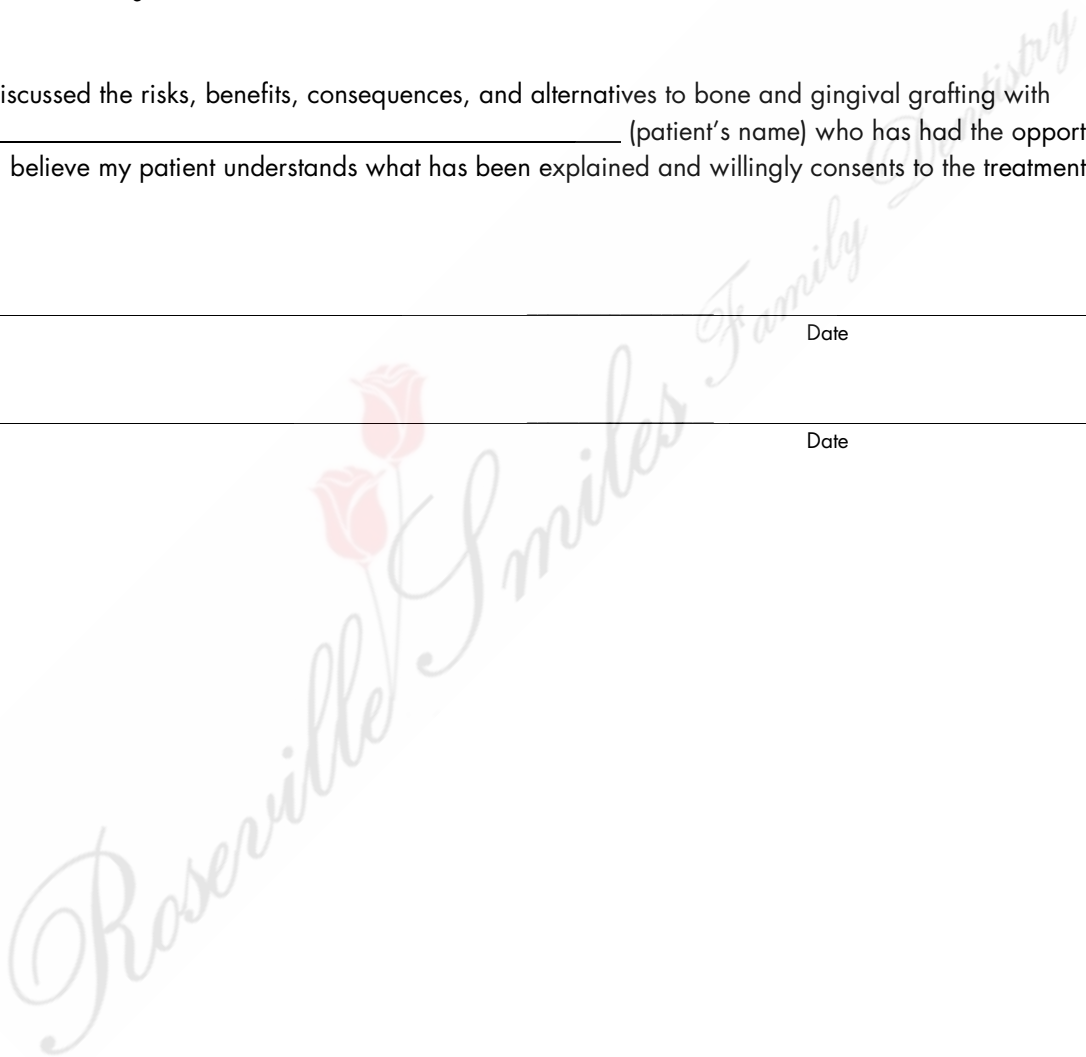 iscussed the risks, benefits, consequences, and alternatives to bone and gingival grafting with
(patient's name) who has had the opport
believe my patient understands what has been explained and willingly consents to the treatment
Date
Date
Roseville Smiles Family Dentistry